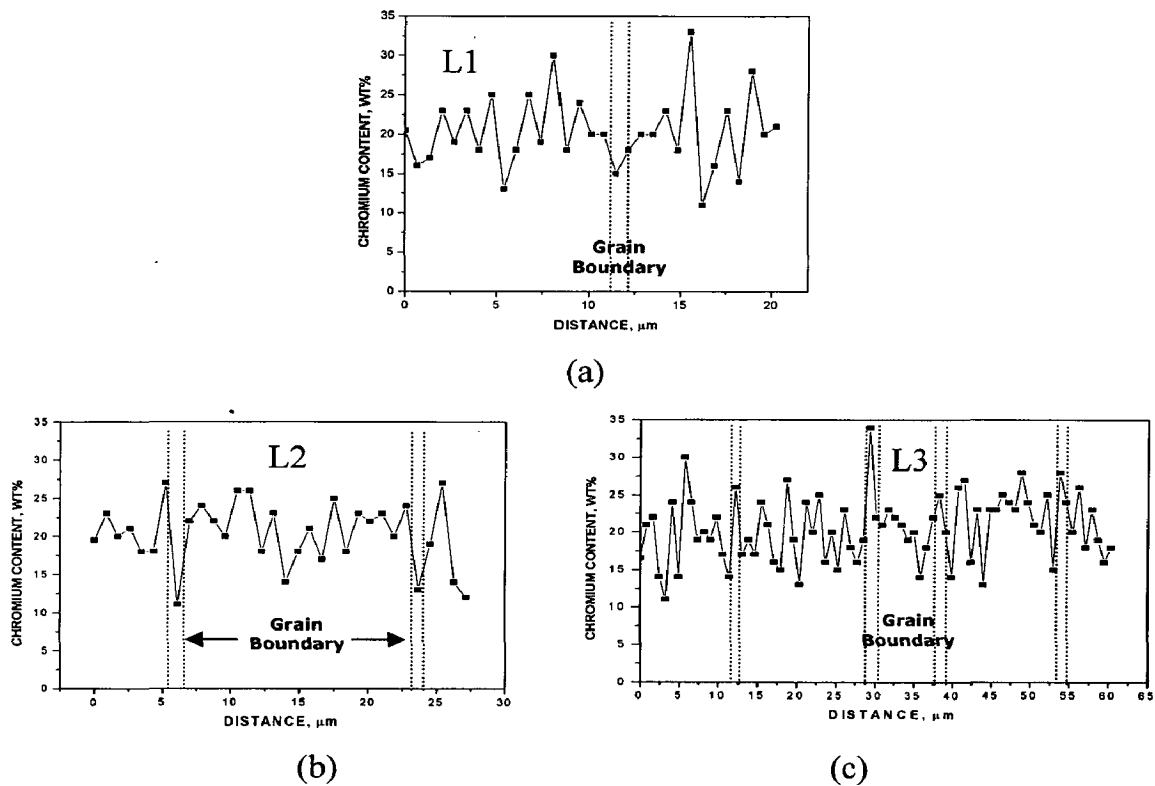 35
30
25
20
15
10
5
0
CHROMIUM CONTENT, WT%
L1
Grain
Boundary
0 5 10 15 20
DISTANCE, μm
(a)
35
30
25
20
15
10
5
0
CHROMIUM CONTENT, WT%
L2
Grain
Boundary
0 5 10 15 20 25 30
DISTANCE, μm
(b)
35
30
25
20
15
10
5
0
CHROMIUM CONTENT, WT%
L3
Grain
Boundary
0 5 10 15 20 25 30 35 40 45 50 55 60 65
DISTANCE, μm
(c)